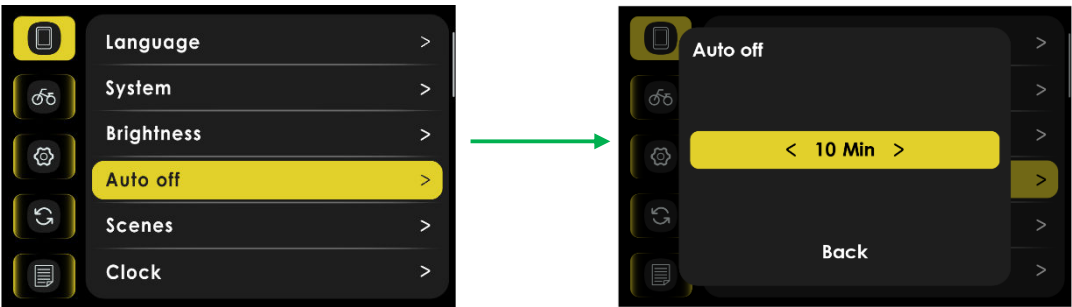 Language >
System >
Brightness >
Auto off >
Scenes >
Clock >
Auto off
< 10 Min >
Back
>
>
>
>
>
>